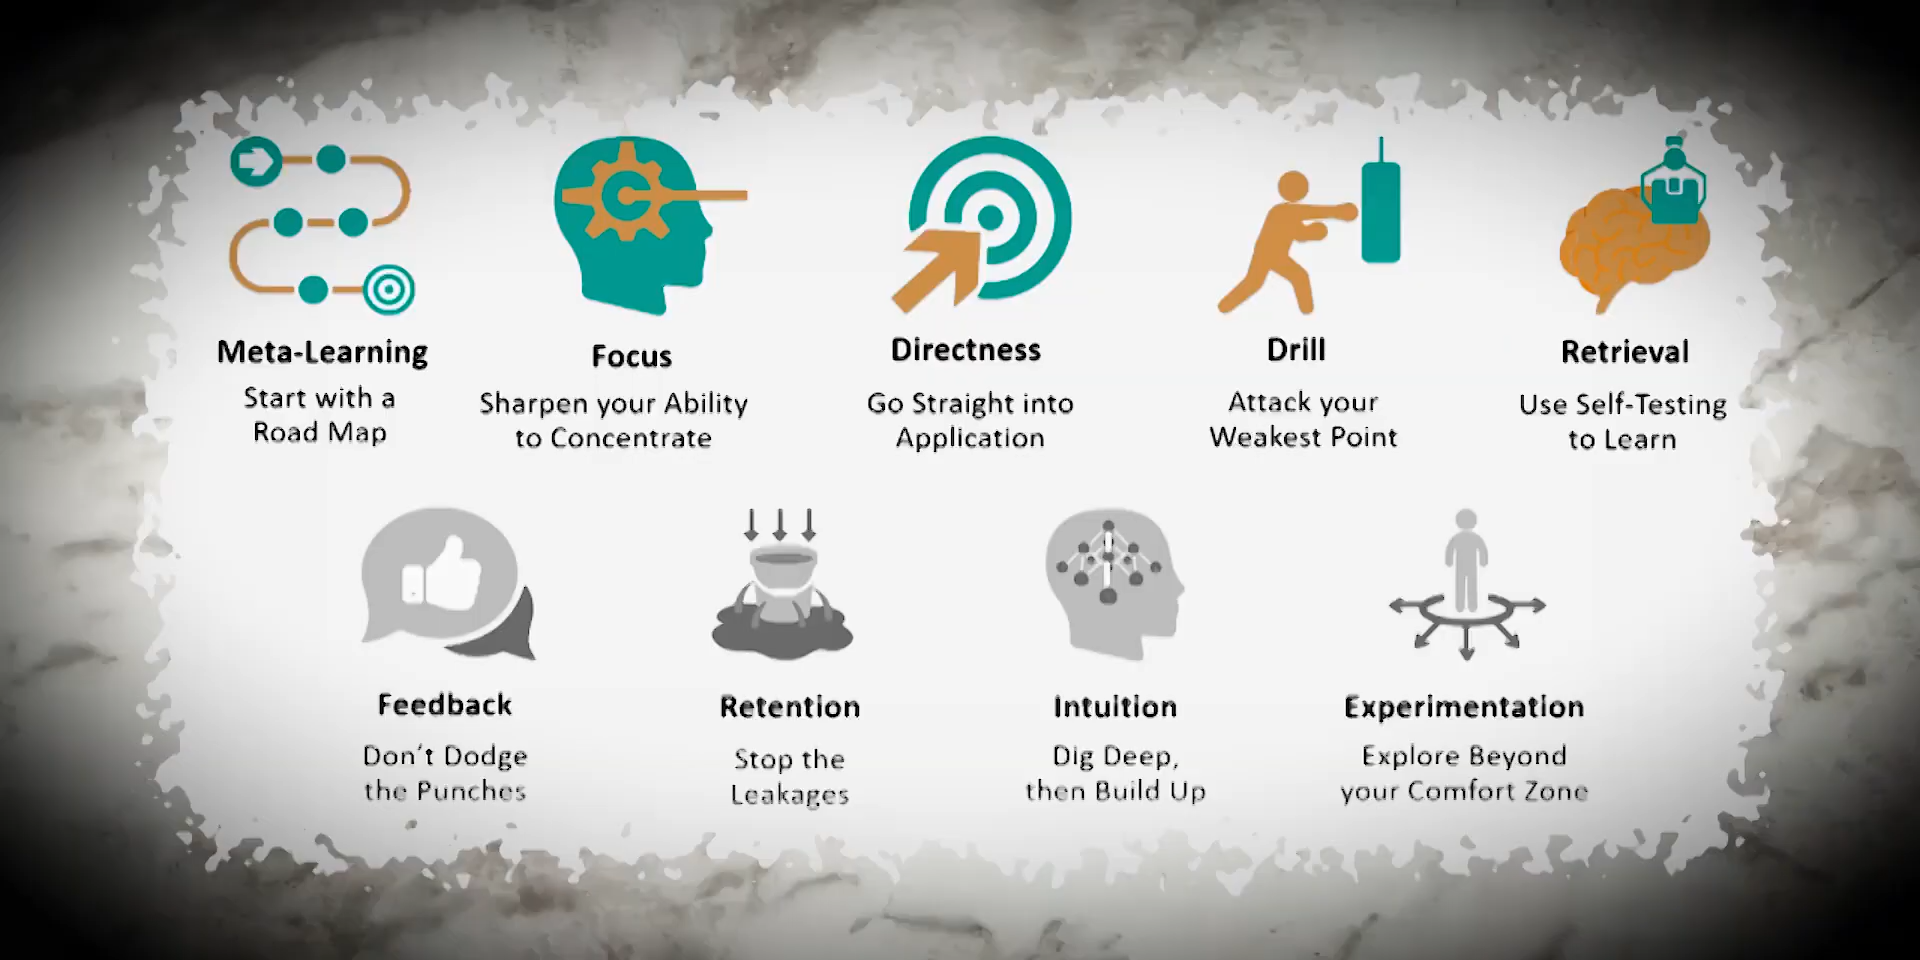 Meta-Learning
Start with a
Road Map
Focus
Sharpen your Ability
to Concentrate
Directness
Go Straight into
Application
Drill
Attack your
Weakest Point
Retrieval
Use Self-Testing
to Learn
Feedback
Don't Dodge
the Punches
Retention
Stop the
Leakages
Intuition
Dig Deep,
then Build Up
Experimentation
Explore Beyond
your Comfort Zone